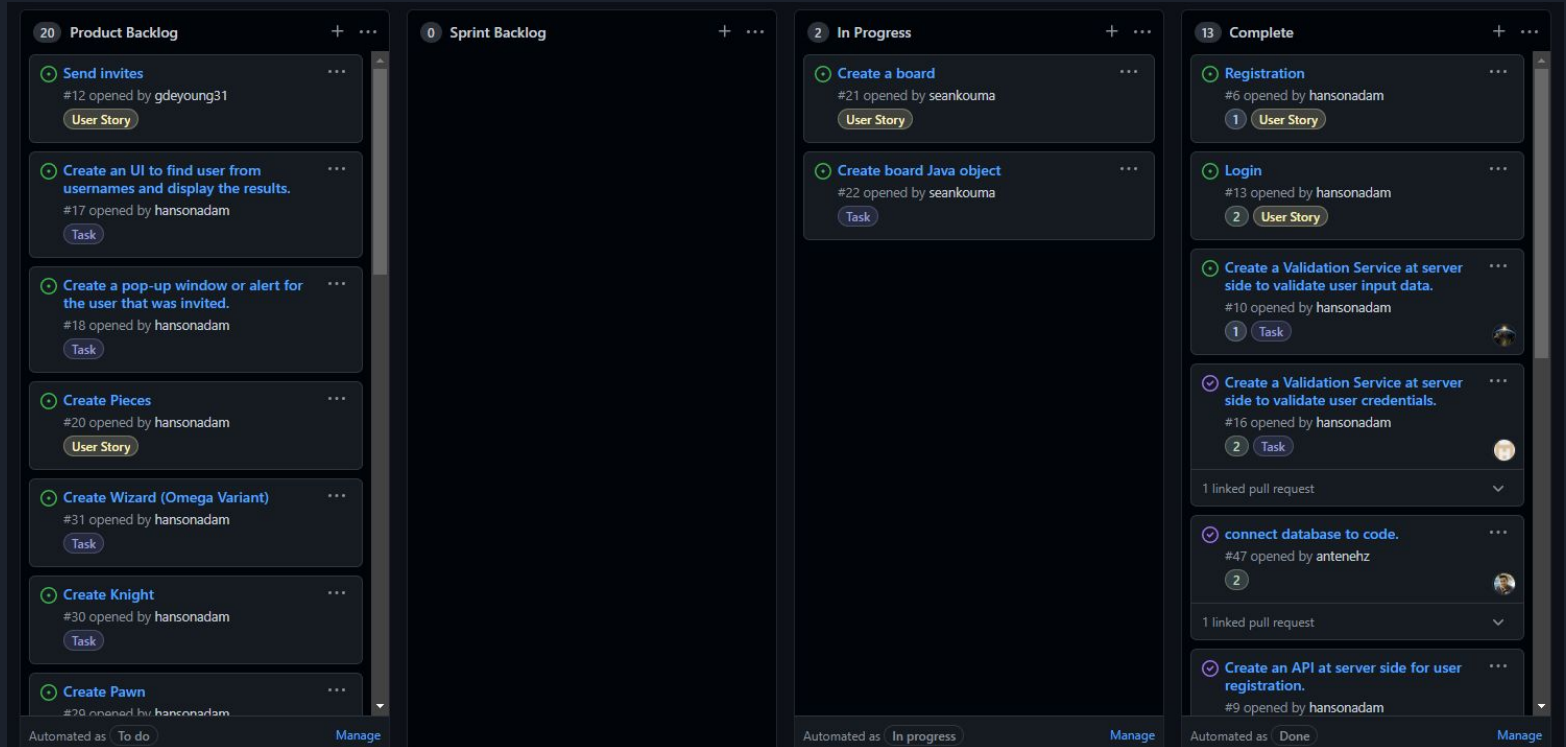 20 Product Backlog
Send invites
#12 opened by gdeyoung31
User Story
Create an UI to find user from
usernames and display the results.
#17 opened by hansonadam
Task
Create a pop-up window or alert for
the user that was invited.
#18 opened by hansonadam
Task
Create Pieces
#20 opened by hansonadam
User Story
Create Wizard (Omega Variant)
#31 opened by hansonadam
Task
Create Knight
#30 opened by hansonadam
Task
Create Pawn
#29 opened by hansonadam
Automated as To do Manage
0 Sprint Backlog
2 In Progress
Create a board
#21 opened by seankouma
User Story
Create board Java object
#22 opened by seankouma
Task
Automated as In progress Manage
13 Complete
Registration
#6 opened by hansonadam
1 User Story
Login
#13 opened by hansonadam
2 User Story
Create a Validation Service at server
side to validate user input data.
#10 opened by hansonadam
1 Task
Create a Validation Service at server
side to validate user credentials.
#16 opened by hansonadam
2 Task
1 linked pull request
connect database to code.
#47 opened by antenehz
2
1 linked pull request
Create an API at server side for user
registration.
#9 opened by hansonadam
Automated as Done Manage